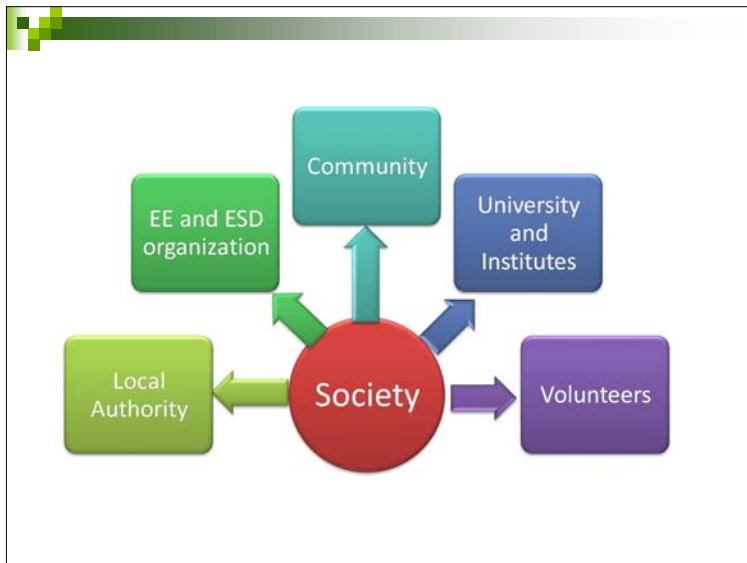 Community
EE and ESD
organization
University
and
Institutes
Local
Authority
Society
Volunteers